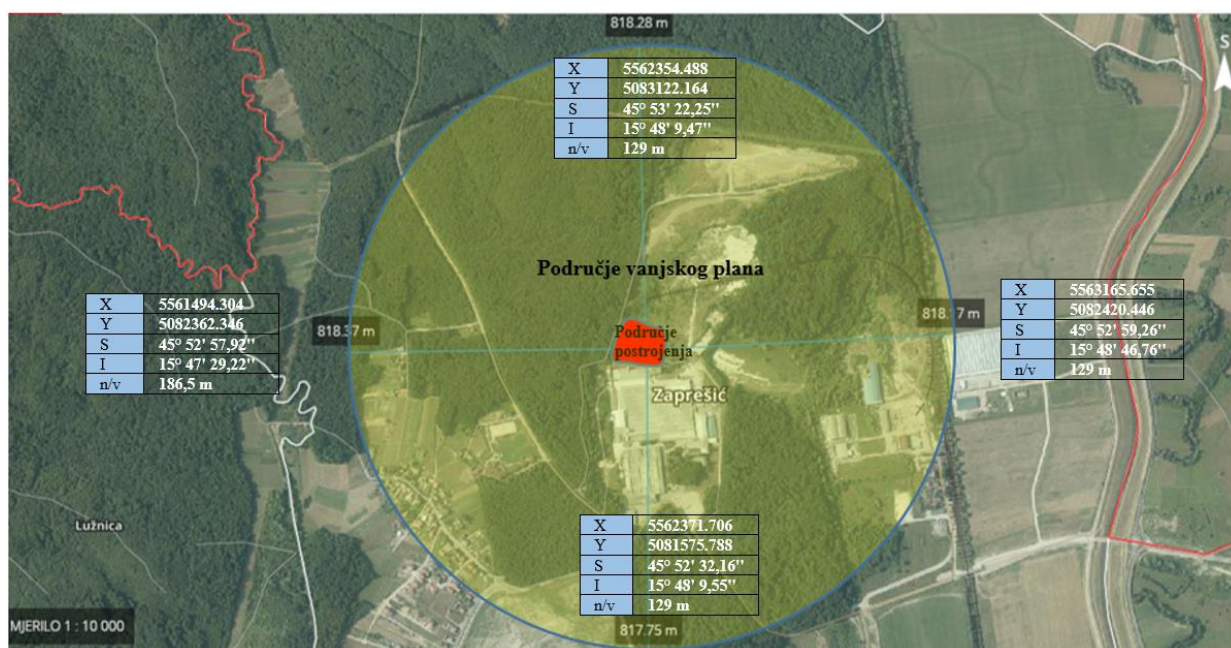 818.28 m
S
X 5562354.488
Y 5083122.164
S 45° 53' 22,25''
I 15° 48' 9,47''
n/v 129 m
Područje vanjskog plana
X 5561494.304
Y 5082362.346
S 45° 52' 57,92''
I 15° 47' 29,22''
n/v 186,5 m
818.37 m
Područje
postrojenja
X 5563165.655
Y 5082420.446
S 45° 52' 59,26''
I 15° 48' 46.76''
n/v 129 m
Zaprešić
Lužnica
X 5562371.706
Y 5081575.788
S 45° 52' 32,16''
I 15° 48' 9,55''
n/v 129 m
MJERILO 1 : 10 000
817.75 m